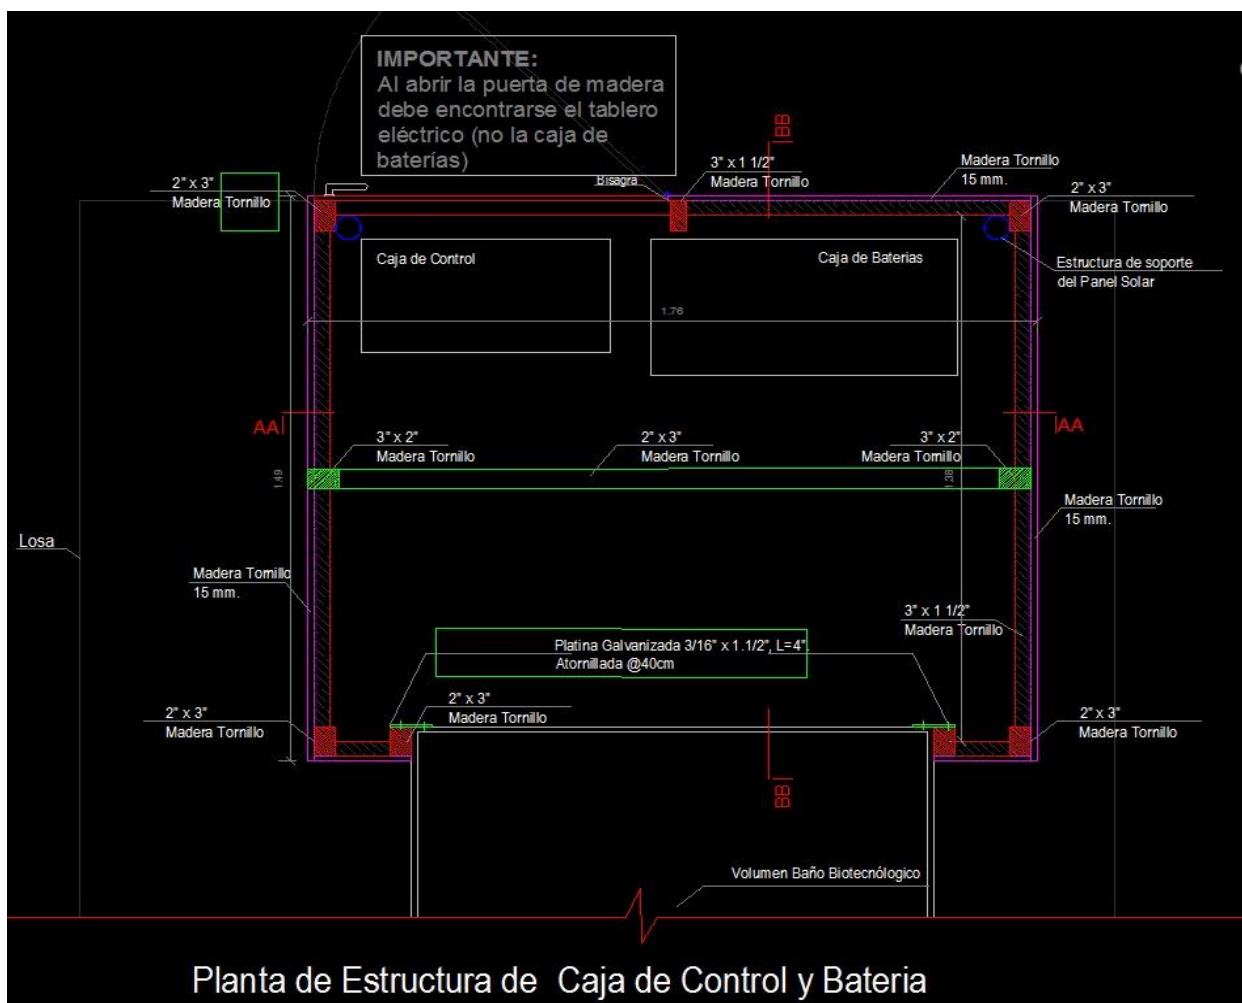 IMPORTANTE:
Al abrir la puerta de madera
debe encontrarse el tablero
eléctrico (no la caja de
baterías)
BB
3" x 1 1/2"
Madera Tornillo
Madera Tornillo
15 mm.
2" x 3"
Madera Tornillo
Bisagra
2" x 3"
Madera Tornillo
Caja de Control
Caja de Baterias
Estructura de soporte
del Panel Solar
1.76
AA
AA
3" x 2"
Madera Tornillo
2" x 3"
Madera Tornillo
3" x 2"
Madera Tornillo
1.49
1.38
Madera Tornillo
15 mm.
Losa
Madera Tornillo
15 mm.
3" x 1 1/2"
Madera Tornillo
Platina Galvanizada 3/16" x 1.1/2", L=4".
Atornillada @40cm
2" x 3"
Madera Tornillo
2" x 3"
Madera Tornillo
2" x 3"
Madera Tornillo
BB
Volumen Baño Biotecnólogico
Planta de Estructura de Caja de Control y Bateria